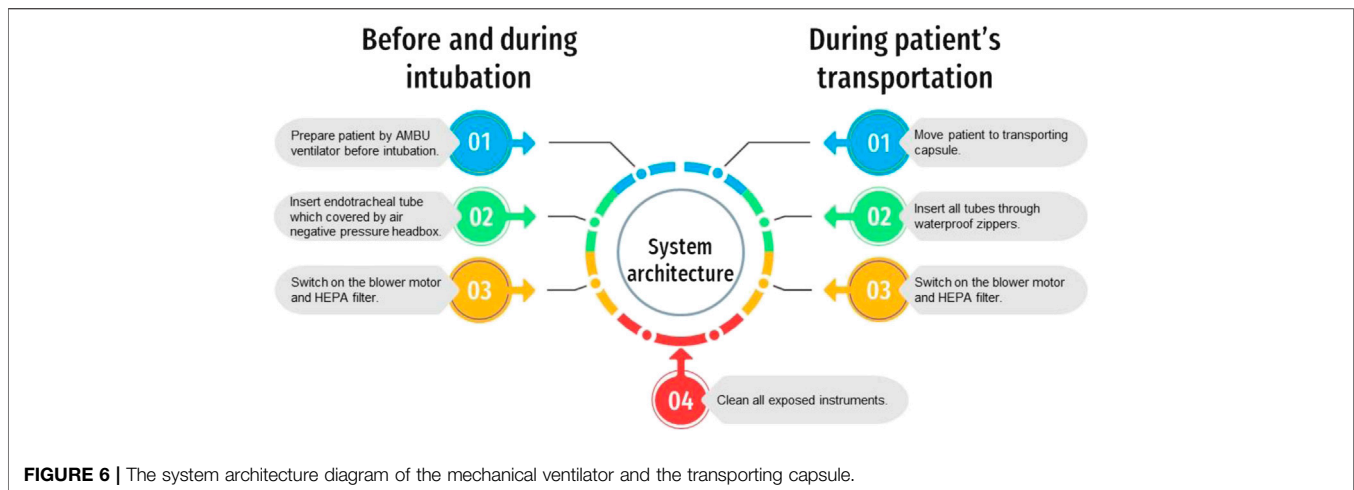 Before and during
intubation
01
Prepare patient by AMBU
ventilator before intubation.
02
Insert endotracheal tube
which covered by air
negative pressure headbox.
03
Switch on the blower motor
and HEPA filter.
During patient's
transportation
01
Move patient to transporting
capsule.
02
Insert all tubes through
waterproof zippers.
03
Switch on the blower motor
and HEPA filter.
System
architecture
04
Clean all exposed instruments.
FIGURE 6 | The system architecture diagram of the mechanical ventilator and the transporting capsule.